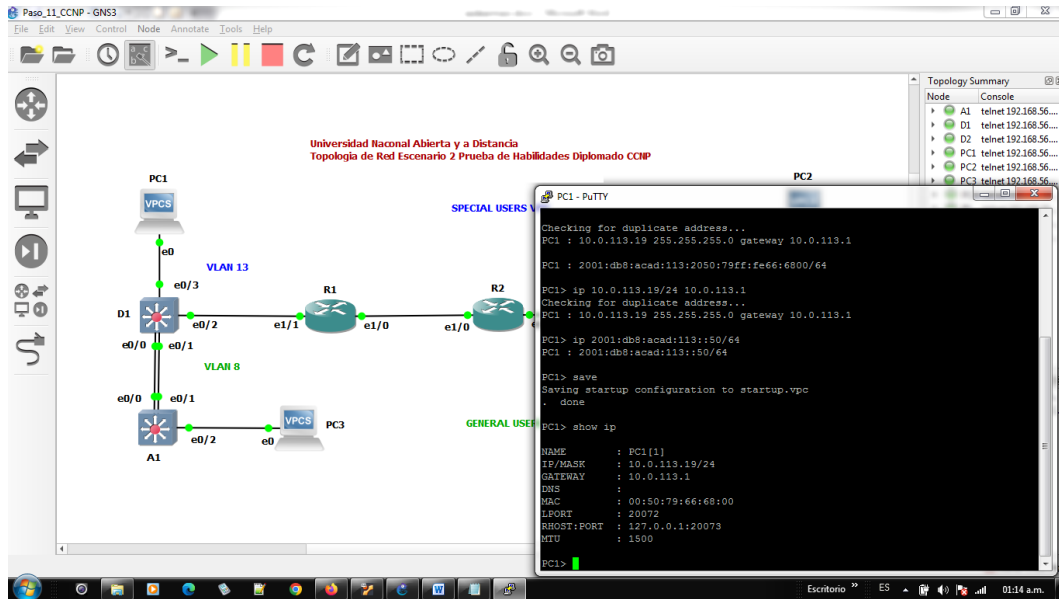 Paso_11_CCNP - GNS3
File Edit View Control Node Annotate Tools Help
Topology Summary
Node Console
A1 telnet 192.168.56....
D1 telnet 192.168.56....
D2 telnet 192.168.56....
PC1 telnet 192.168.56....
PC2 telnet 192.168.56....
PC3 telnet 192.168.56....
Universidad Naconal Abierta y a Distancia
Topologia de Red Escenario 2 Prueba de Habilidades Diplomado CCNP
PC1
VPCS
e0
VLAN 13
e0/3
D1
e0/2
e0/0
e0/1
R1
e1/1
e1/0
R2
e1/0
VLAN 8
e0/0
e0/1
A1
e0/2
e0
VPCS
PC3
PC2
SPECIAL USERS V
GENERAL USER
PC1 - PuTTY
Checking for duplicate address...
PC1 : 10.0.113.19 255.255.255.0 gateway 10.0.113.1
PC1 : 2001:db8:acad:113:2050:79ff:fe66:6800/64
PC1> ip 10.0.113.19/24 10.0.113.1
Checking for duplicate address...
PC1 : 10.0.113.19 255.255.255.0 gateway 10.0.113.1
PC1> ip 2001:db8:acad:113::50/64
PC1 : 2001:db8:acad:113::50/64
PC1> save
Saving startup configuration to startup.vpc
. done
PC1> show ip
NAME : PC1[1]
IP/MASK : 10.0.113.19/24
GATEWAY : 10.0.113.1
DNS :
MAC : 00:50:79:66:68:00
LPORT : 20072
RHOST:PORT : 127.0.0.1:20073
MTU : 1500
PC1>
Escritorio » ES 01:14 a.m.